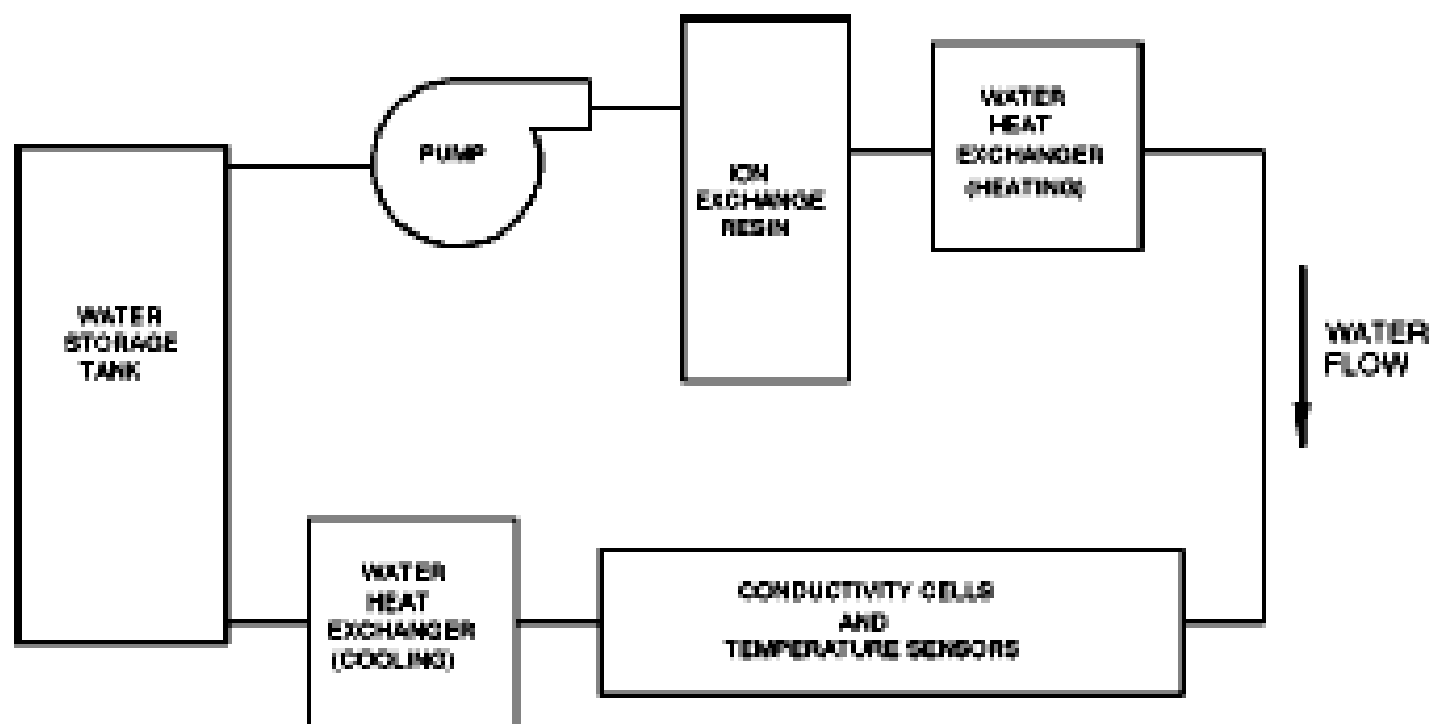 PUMP
WATER
HEAT
EXCHANGER
(HEATING)
ION
EXCHANGE
RESIN
WATER
STORAGE
TANK
WATER
FLOW
WATER
HEAT
EXCHANGER
(COOLING)
CONDUCTIVITY CELLS
AND
TEMPERATURE SENSORS